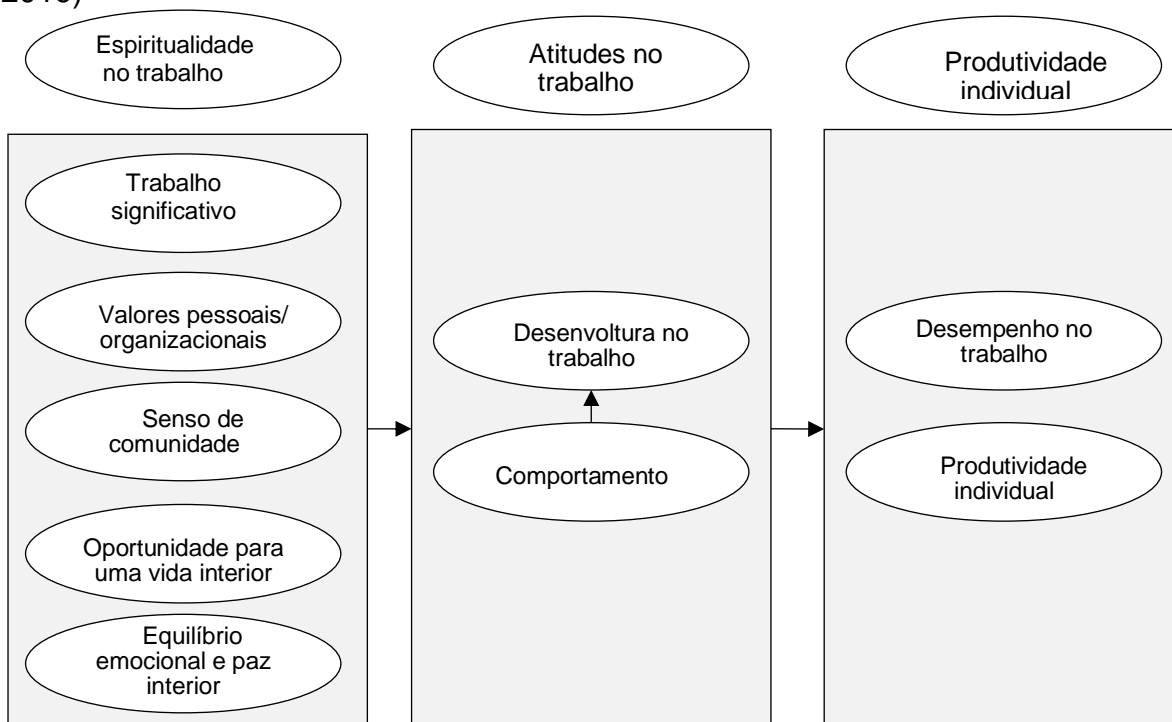 Espiritualidade
no trabalho
Atitudes no
trabalho
Produtividade
individual
Trabalho
significativo
Valores pessoais/
organizacionais
Senso de
comunidade
Oportunidade para
uma vida interior
Equilíbrio
emocional e paz
interior
Desenvoltura no
trabalho
Comportamento
Desempenho no
trabalho
Produtividade
individual